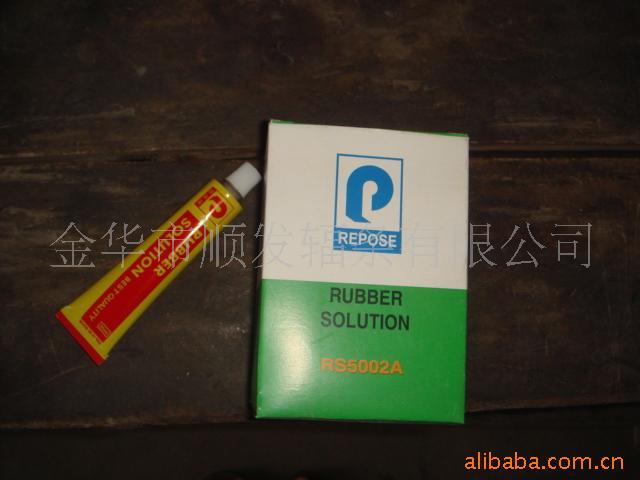 REPOSE
RUBBER
SOLUTION
RS5002A
RUBBER
SOLUTION
BEST QUALITY
金华市顺发辐条有限公司
alibaba.com.cn